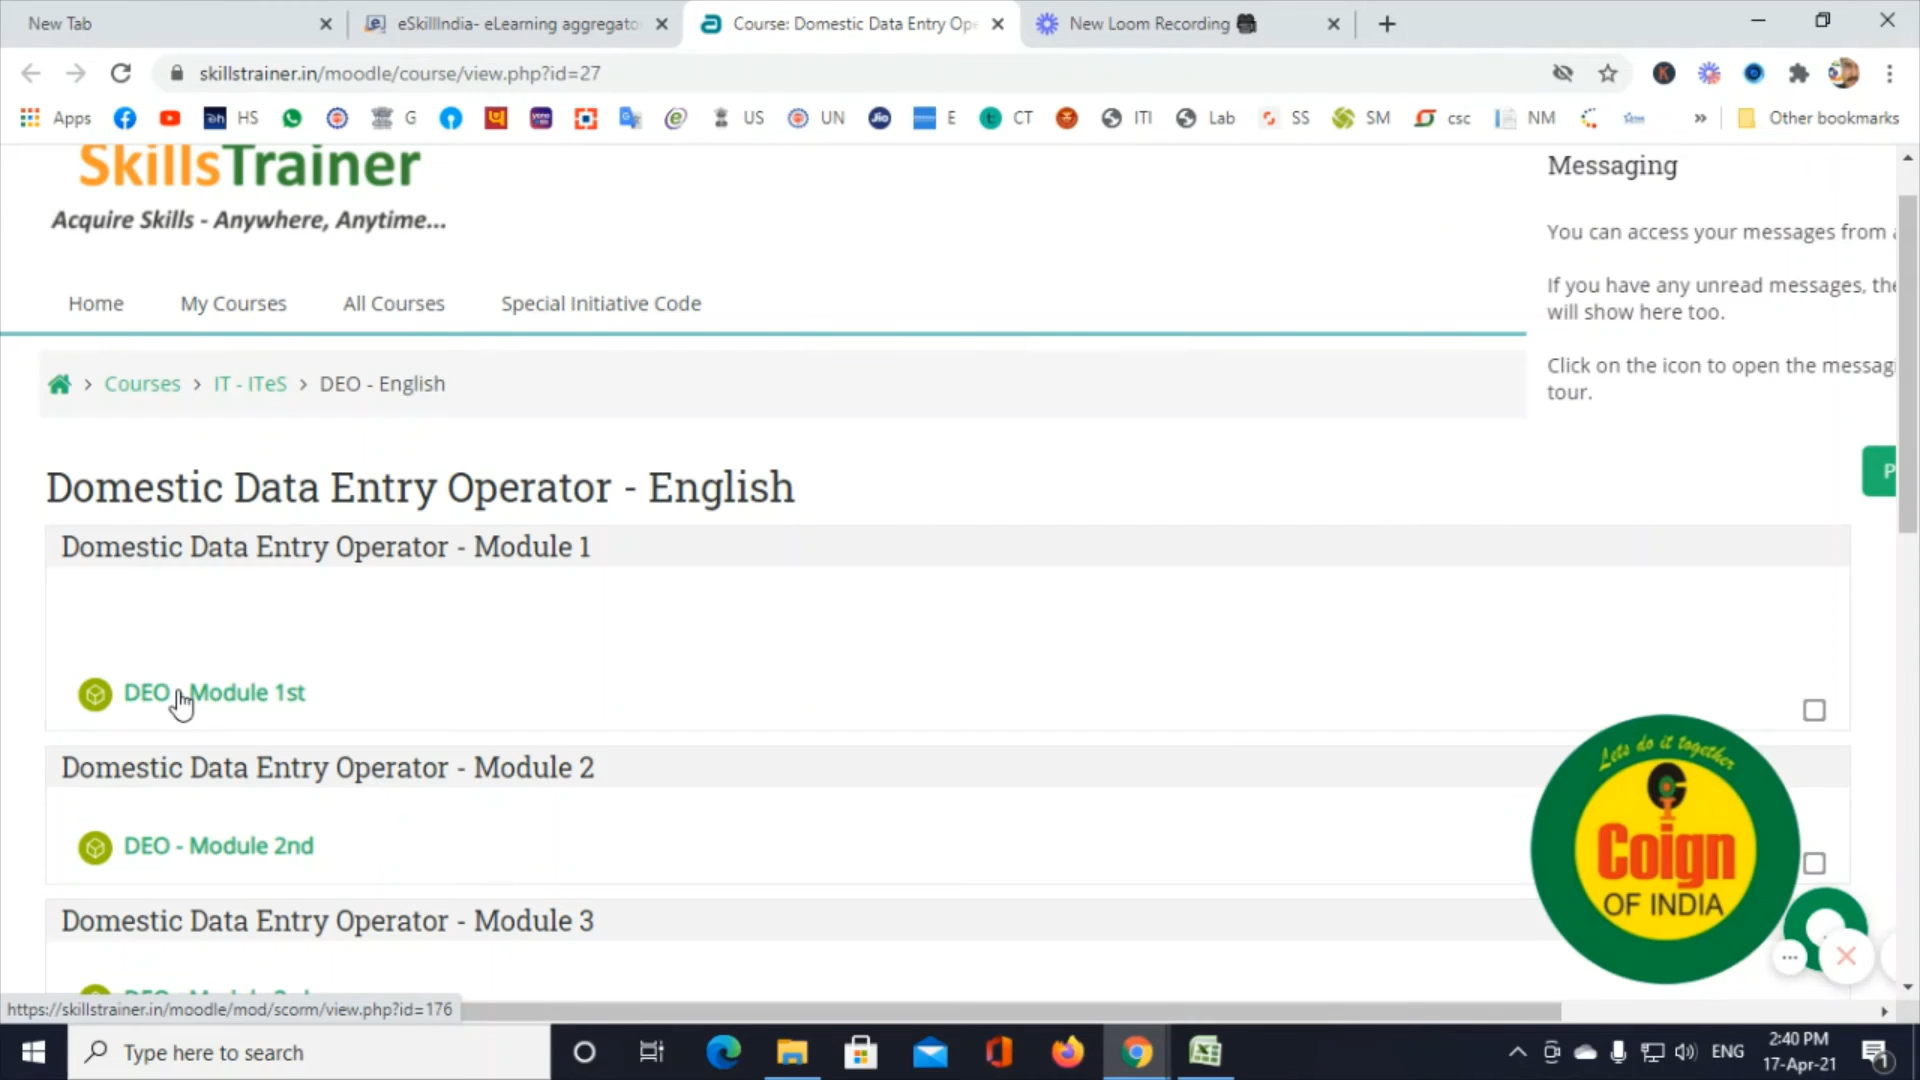 New Tab
eSkillIndia- eLearning aggregato
Course: Domestic Data Entry Ope
New Loom Recording
skillstrainer.in/moodle/course/view.php?id=27
Apps
HS
G
US
UN
Jio
E
CT
ITI
Lab
SS
SM
csc
NM
»
Other bookmarks
SkillsTrainer
Acquire Skills - Anywhere, Anytime...
Messaging
You can access your messages from a
If you have any unread messages, the
will show here too.
Click on the icon to open the messagi
tour.
Home
My Courses
All Courses
Special Initiative Code
Courses > IT - ITeS > DEO - English
P
Domestic Data Entry Operator - English
Domestic Data Entry Operator - Module 1
DEO - Module 1st
Domestic Data Entry Operator - Module 2
DEO - Module 2nd
Domestic Data Entry Operator - Module 3
Lets do it together
Coign
OF INDIA
https://skillstrainer.in/moodle/mod/scorm/view.php?id=176
Type here to search
ENG
2:40 PM
17-Apr-21
1